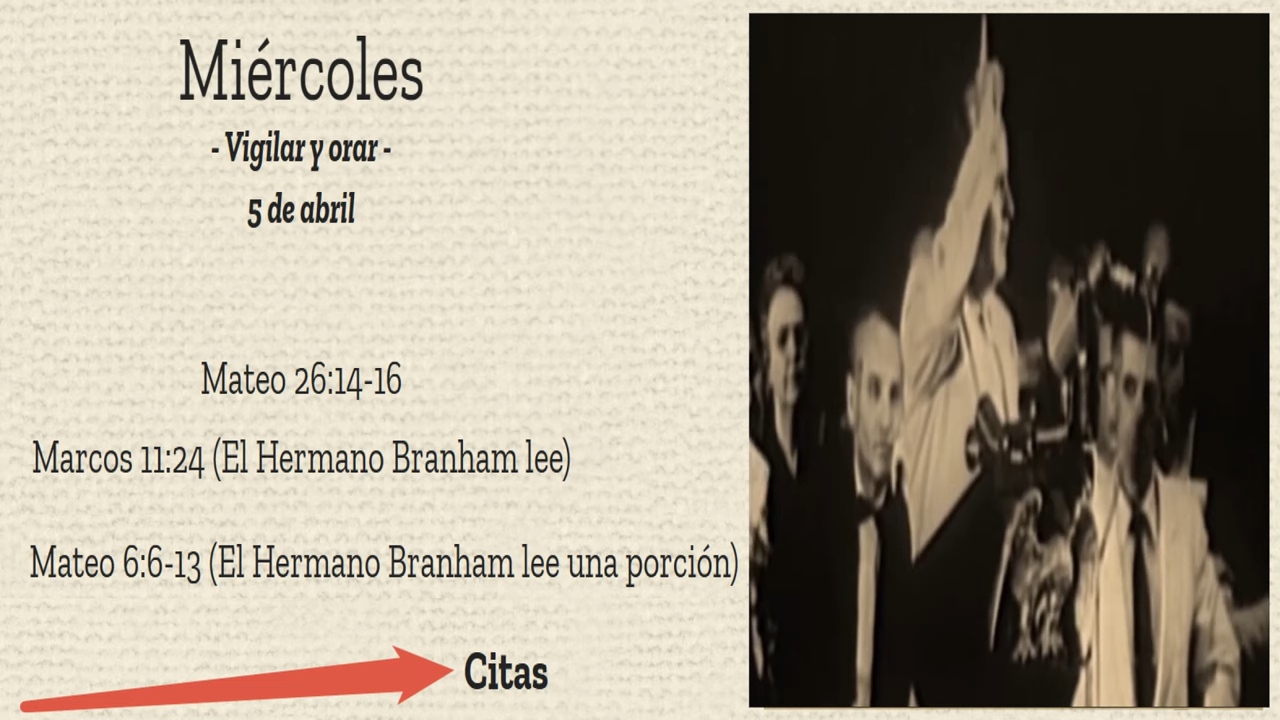 Miércoles
- Vigilar y orar -
5 de abril
Mateo 26:14-16
Marcos 11:24 (El Hermano Branham lee)
Mateo 6:6-13 (El Hermano Branham lee una porción)
Citas